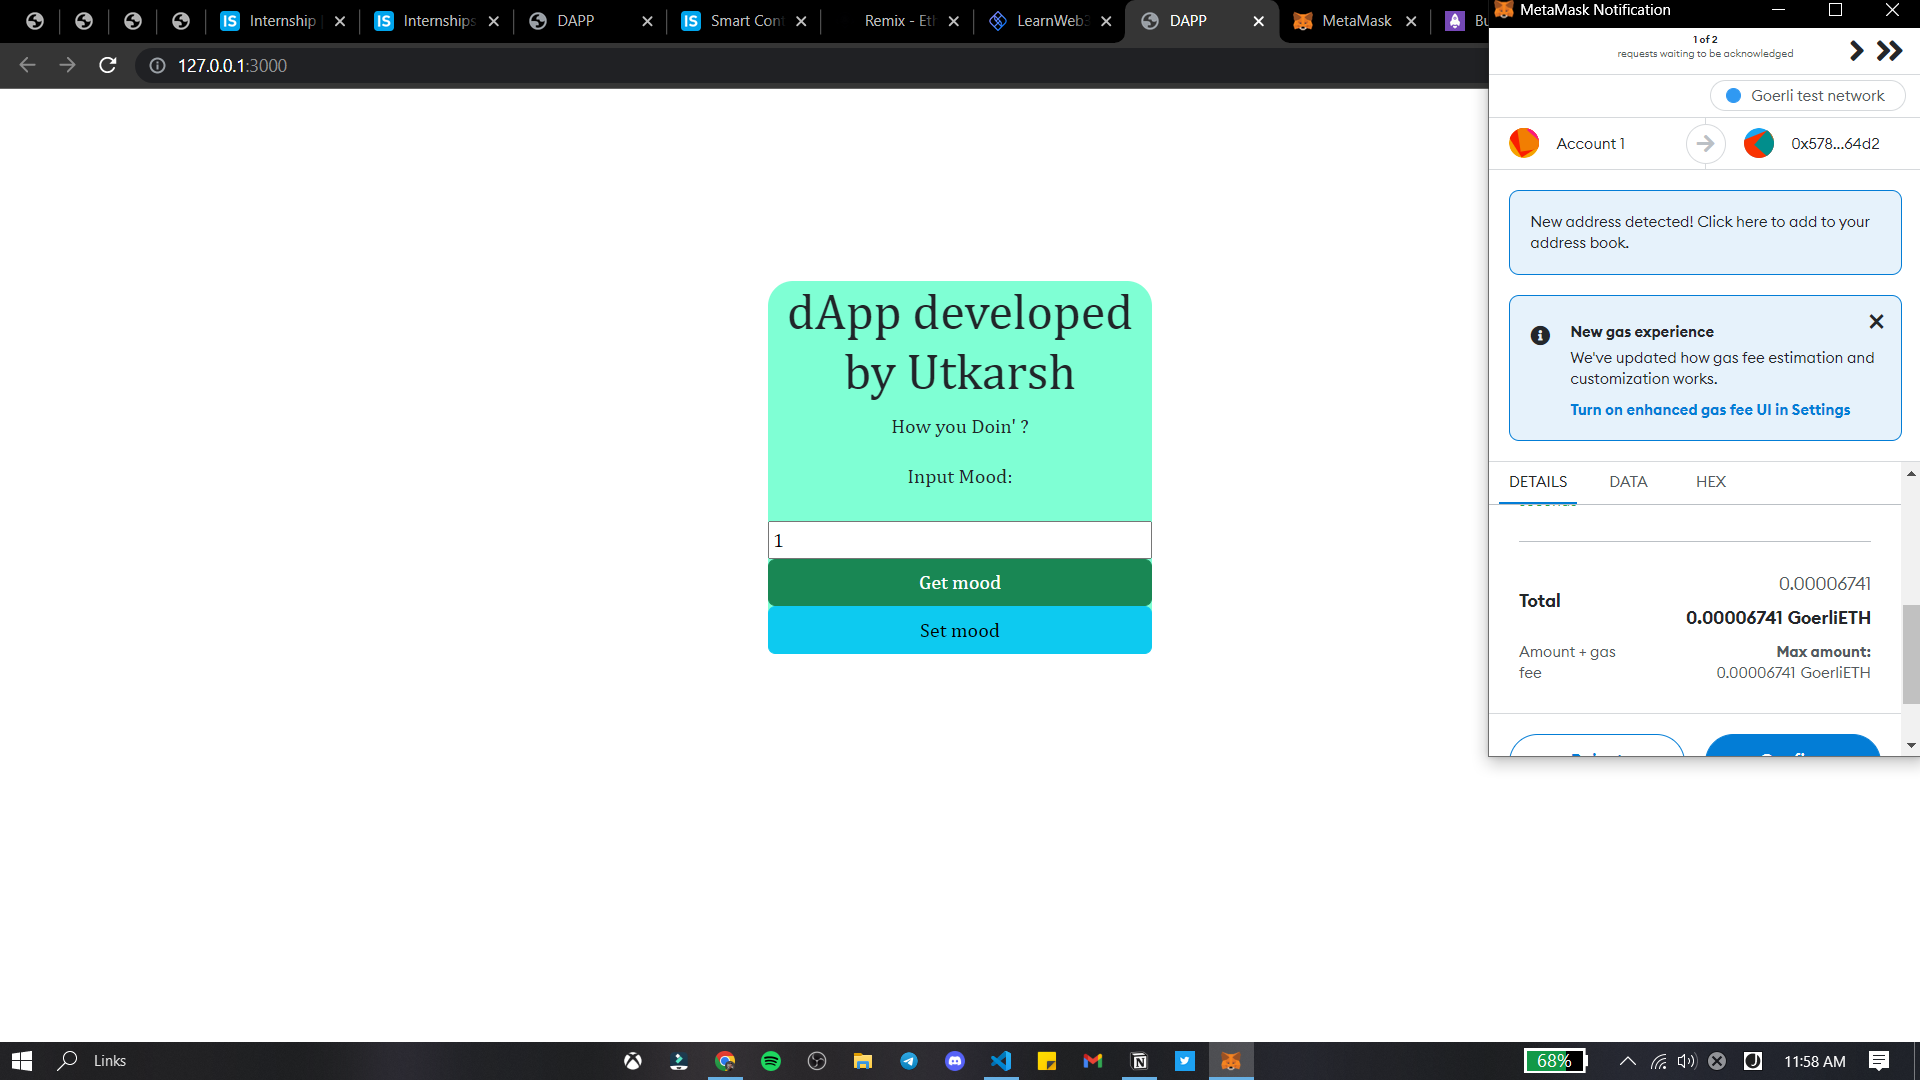 Internship
Internships
DAPP
Smart Con
Remix - Eth
LearnWeb3
DAPP
MetaMask
Bu
127.0.0.1:3000
dApp developed
by Utkarsh
How you Doin' ?
Input Mood:
1
Get mood
Set mood
MetaMask Notification
1 of 2
requests waiting to be acknowledged
Goerli test network
Account 1
0x578...64d2
New address detected! Click here to add to your
address book.
New gas experience
We've updated how gas fee estimation and
customization works.
Turn on enhanced gas fee UI in Settings
DETAILS DATA HEX
Total
0.00006741
0.00006741 GoerliETH
Amount + gas
fee
Max amount:
0.00006741 GoerliETH
Links
68%
11:58 AM